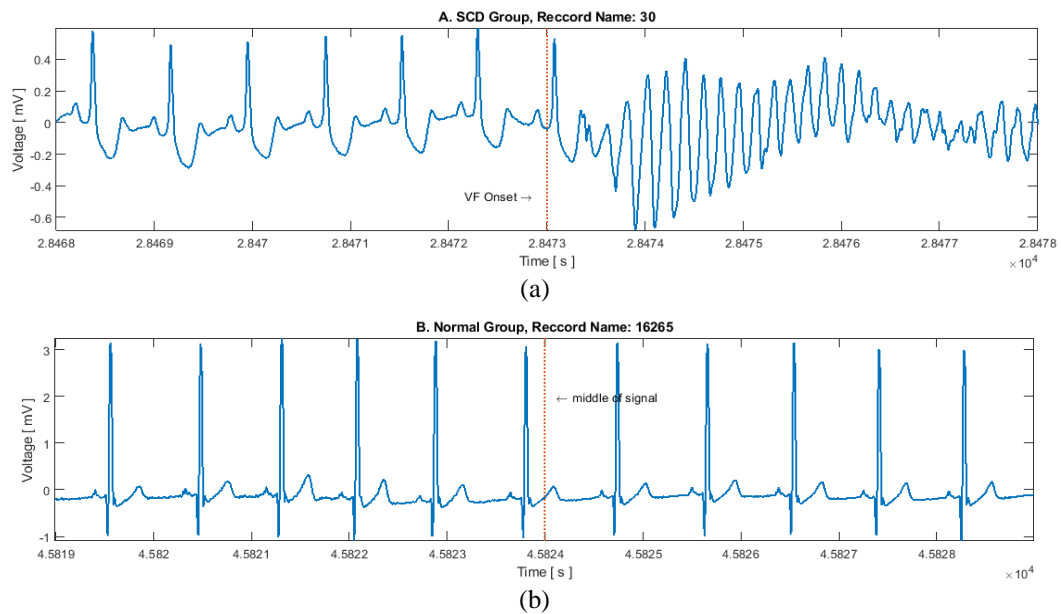 A. SCD Group, Reccord Name: 30
Voltage [ mV ]
0.4
0.2
0
-0.2
-0.4
-0.6
VF Onset →
2.8468 2.8469 2.847 2.8471 2.8472 2.8473 2.8474 2.8475 2.8476 2.8477 2.8478
Time [ s ]
×10⁴
(a)
B. Normal Group, Reccord Name: 16265
Voltage [ mV ]
3
2
1
0
-1
← middle of signal
4.5819 4.582 4.5821 4.5822 4.5823 4.5824 4.5825 4.5826 4.5827 4.5828
Time [ s ]
×10⁴
(b)